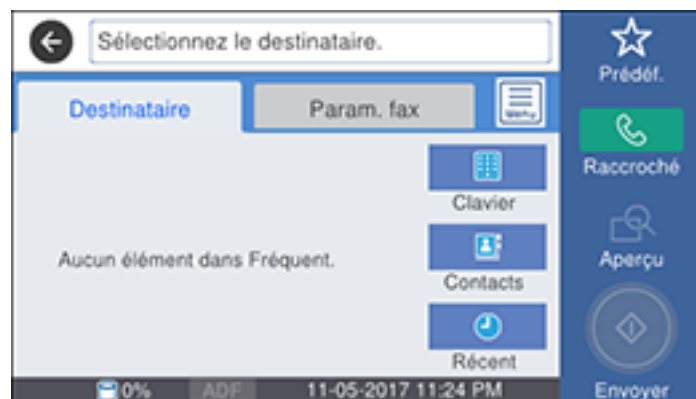 Sélectionnez le destinataire.
Prédéf.
Destinataire
Param. fax
Menu
Raccroché
Clavier
Aucun élément dans Fréquent.
Contacts
Aperçu
Récent
0%
ADF
11-05-2017 11:24 PM
Envoyer